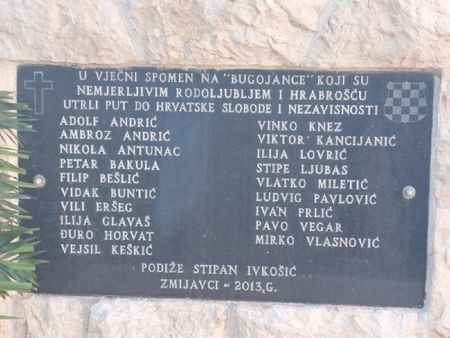 U VJEČNI SPOMEN NA "BUGOJANCE" KOJI SU
NEMJERLJIVIM RODOLJUBLJEM I HRABROŠĆU
UTRLI PUT DO HRVATSKE SLOBODE I NEZAVISNOSTI
ADOLF ANDRIĆ
AMBROZ ANDRIĆ
NIKOLA ANTUNAC
PETAR BAKULA
FILIP BEŠLIĆ
VIDAK BUNTIĆ
VILI ERŠEG
ILIJA GLAVAŠ
ĐURO HORVAT
VEJSIL KEŠKIĆ
VINKO KNEZ
VIKTOR KANCIJANIĆ
ILIJA LOVRIĆ
STIPE LJUBAS
VLATKO MILETIĆ
LUDVIG PAVLOVIĆ
IVAN PRLIĆ
PAVO VEGAR
MIRKO VLASNOVIĆ
PODIŽE STIPAN IVKOŠIĆ
ZMIJAVCI - 2013.G.